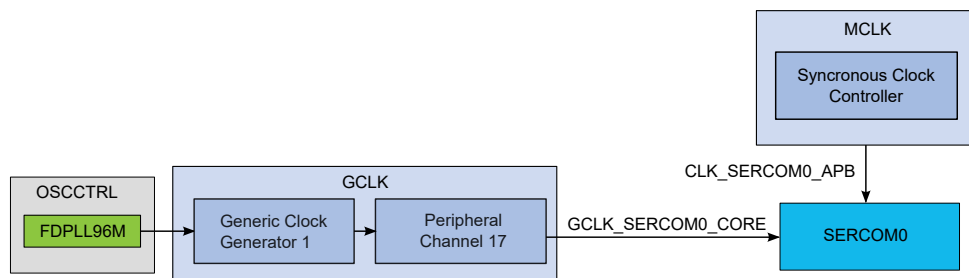 MCLK
Syncronous Clock
Controller
CLK_SERCOM0_APB
OSCCTRL
FDPLL96M
GCLK
Generic Clock
Generator 1
Peripheral
Channel 17
GCLK_SERCOM0_CORE
SERCOM0